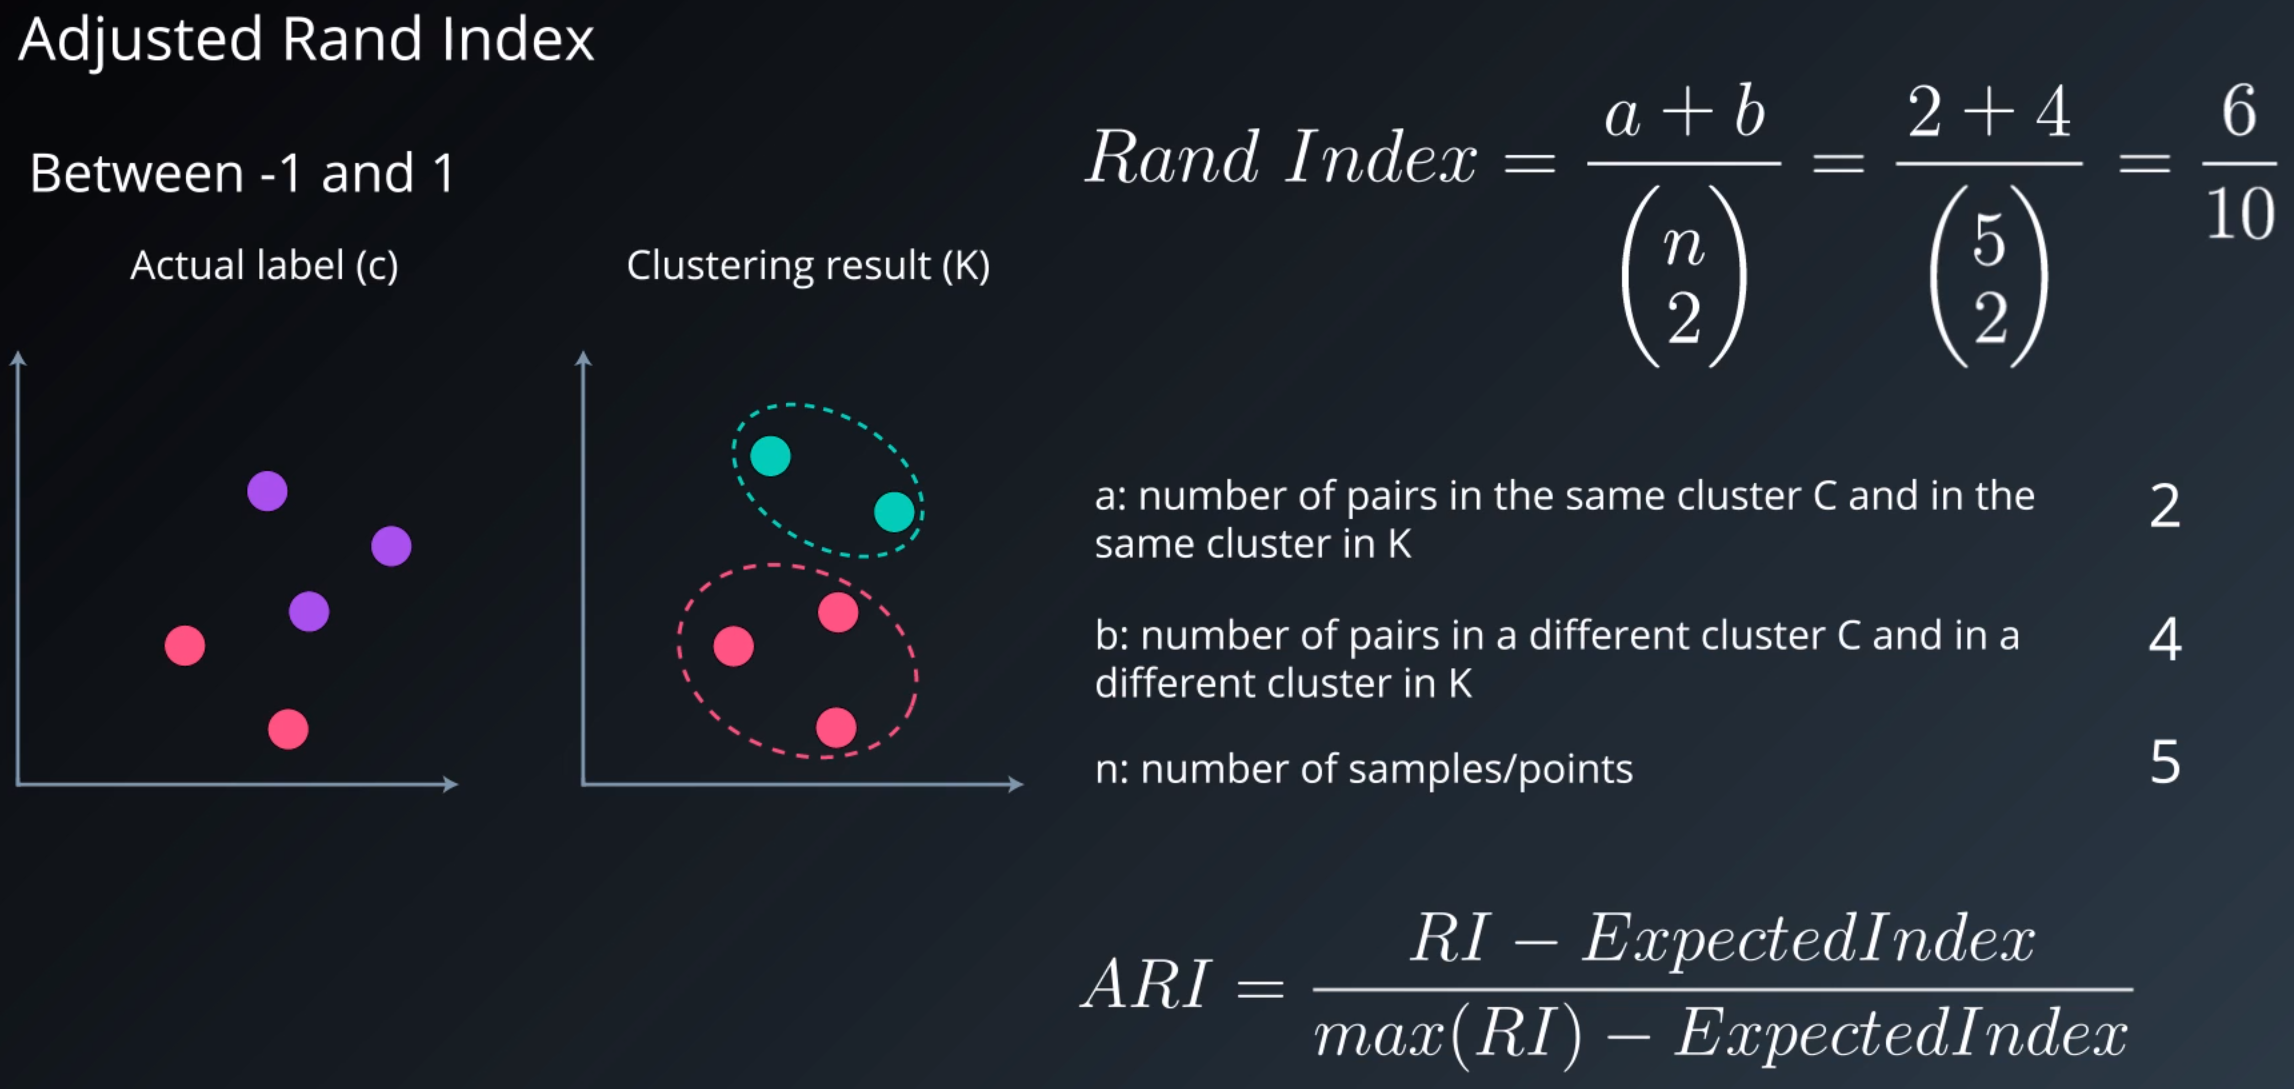 Adjusted Rand Index
Between -1 and 1
Actual label (c)
Clustering result (K)
Rand Index = \frac{a + b}{\binom{n}{2}} = \frac{2 + 4}{\binom{5}{2}} = \frac{6}{10}
a: number of pairs in the same cluster C and in the 2
same cluster in K
b: number of pairs in a different cluster C and in a 4
different cluster in K
n: number of samples/points 5
ARI = \frac{RI - ExpectedIndex}{max(RI) - ExpectedIndex}